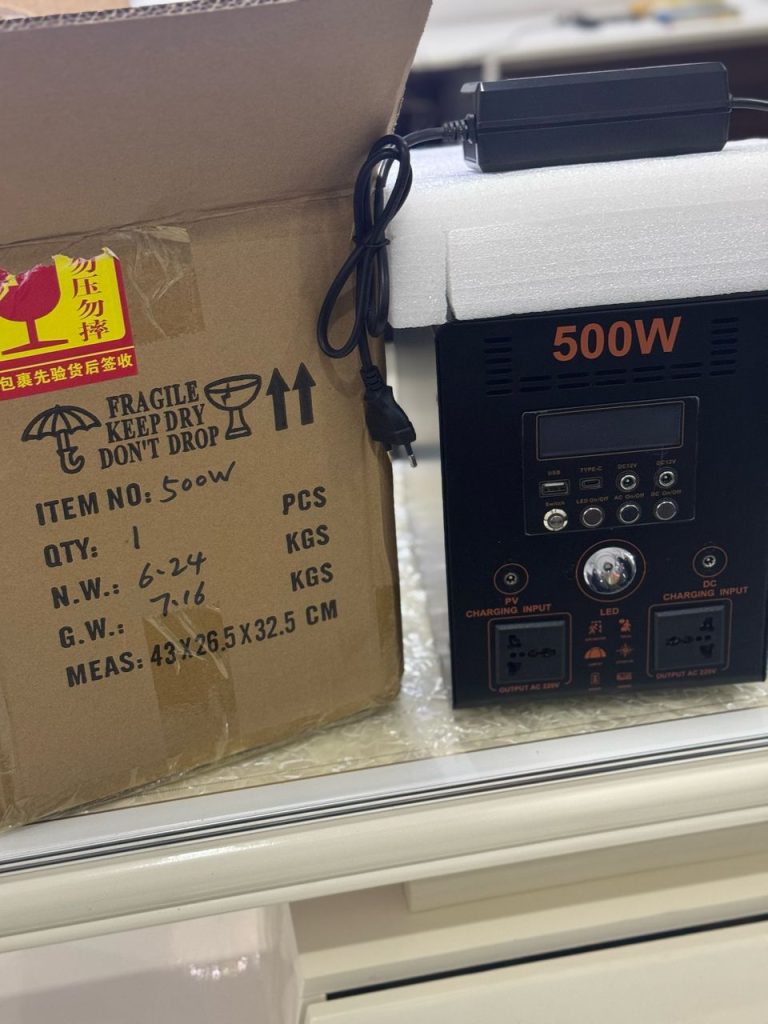 勿压勿摔
包裹先验货后签收
FRAGILE
KEEP DRY
DON'T DROP
ITEM NO: 500W
QTY: 1 PCS
N.W.: 6.24 KGS
G.W.: 7.16 KGS
MEAS: 43X26.5X32.5 CM
500W
USB TYPE-C DC12V DC12V
Switch LED On/Off AC On/Off DC On/Off
PV
CHARGING INPUT
LED
DC
CHARGING INPUT
OUTPUT AC 220V
OUTPUT AC 220V